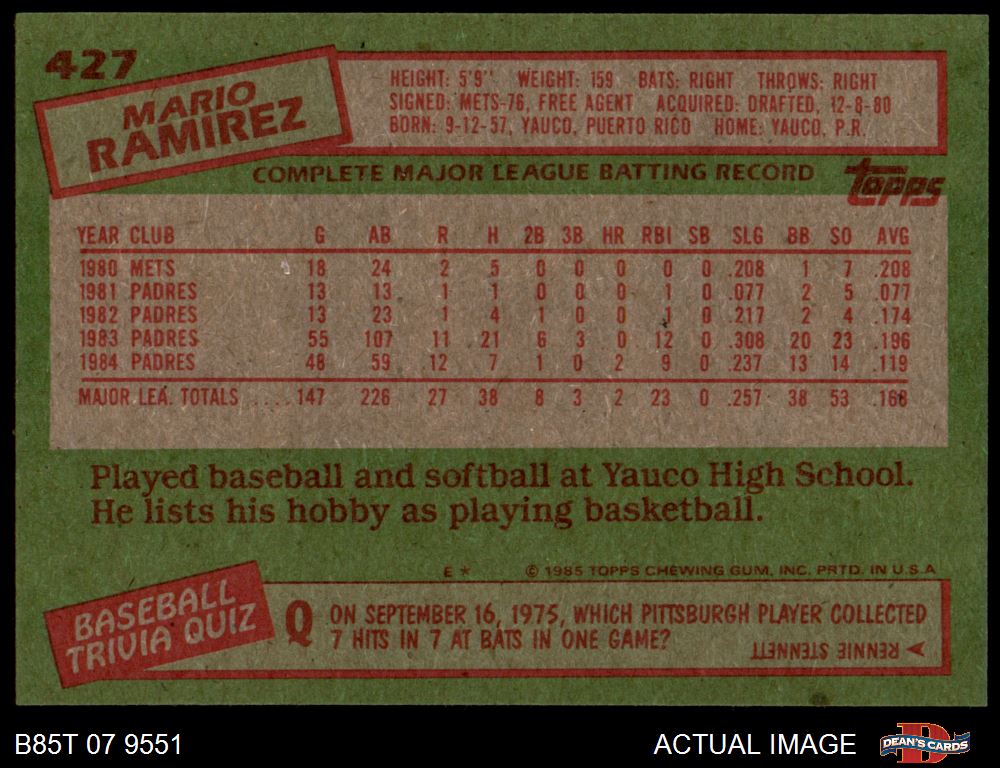 427
MARIO
RAMIREZ
HEIGHT: 5'9" WEIGHT: 159 BATS: RIGHT THROWS: RIGHT
SIGNED: METS-76, FREE AGENT ACQUIRED: DRAFTED, 12-8-80
BORN: 9-12-57, YAUCO, PUERTO RICO HOME: YAUCO, P.R.
COMPLETE MAJOR LEAGUE BATTING RECORD
Topps
YEAR CLUB G AB R H 2B 3B HR RBI SB SLG BB SO AVG
1980 METS 18 24 2 5 0 0 0 0 0 .208 1 7 .208
1981 PADRES 13 13 1 1 0 0 0 1 0 .077 2 5 .077
1982 PADRES 13 23 1 4 1 0 0 1 0 .217 2 4 .174
1983 PADRES 55 107 11 21 6 3 0 12 0 .308 20 23 .196
1984 PADRES 48 59 12 7 1 0 2 9 0 .237 13 14 .119
MAJOR LEA. TOTALS ....147 226 27 38 8 3 2 23 0 .257 38 53 .168
Played baseball and softball at Yauco High School.
He lists his hobby as playing basketball.
E* © 1985 TOPPS CHEWING GUM, INC. PRTD. IN U.S.A
BASEBALL
TRIVIA QUIZ
Q ON SEPTEMBER 16, 1975, WHICH PITTSBURGH PLAYER COLLECTED
7 HITS IN 7 AT BATS IN ONE GAME?
RENNIE STENNETT
B85T 07 9551
ACTUAL IMAGE
DEAN'S CARDS